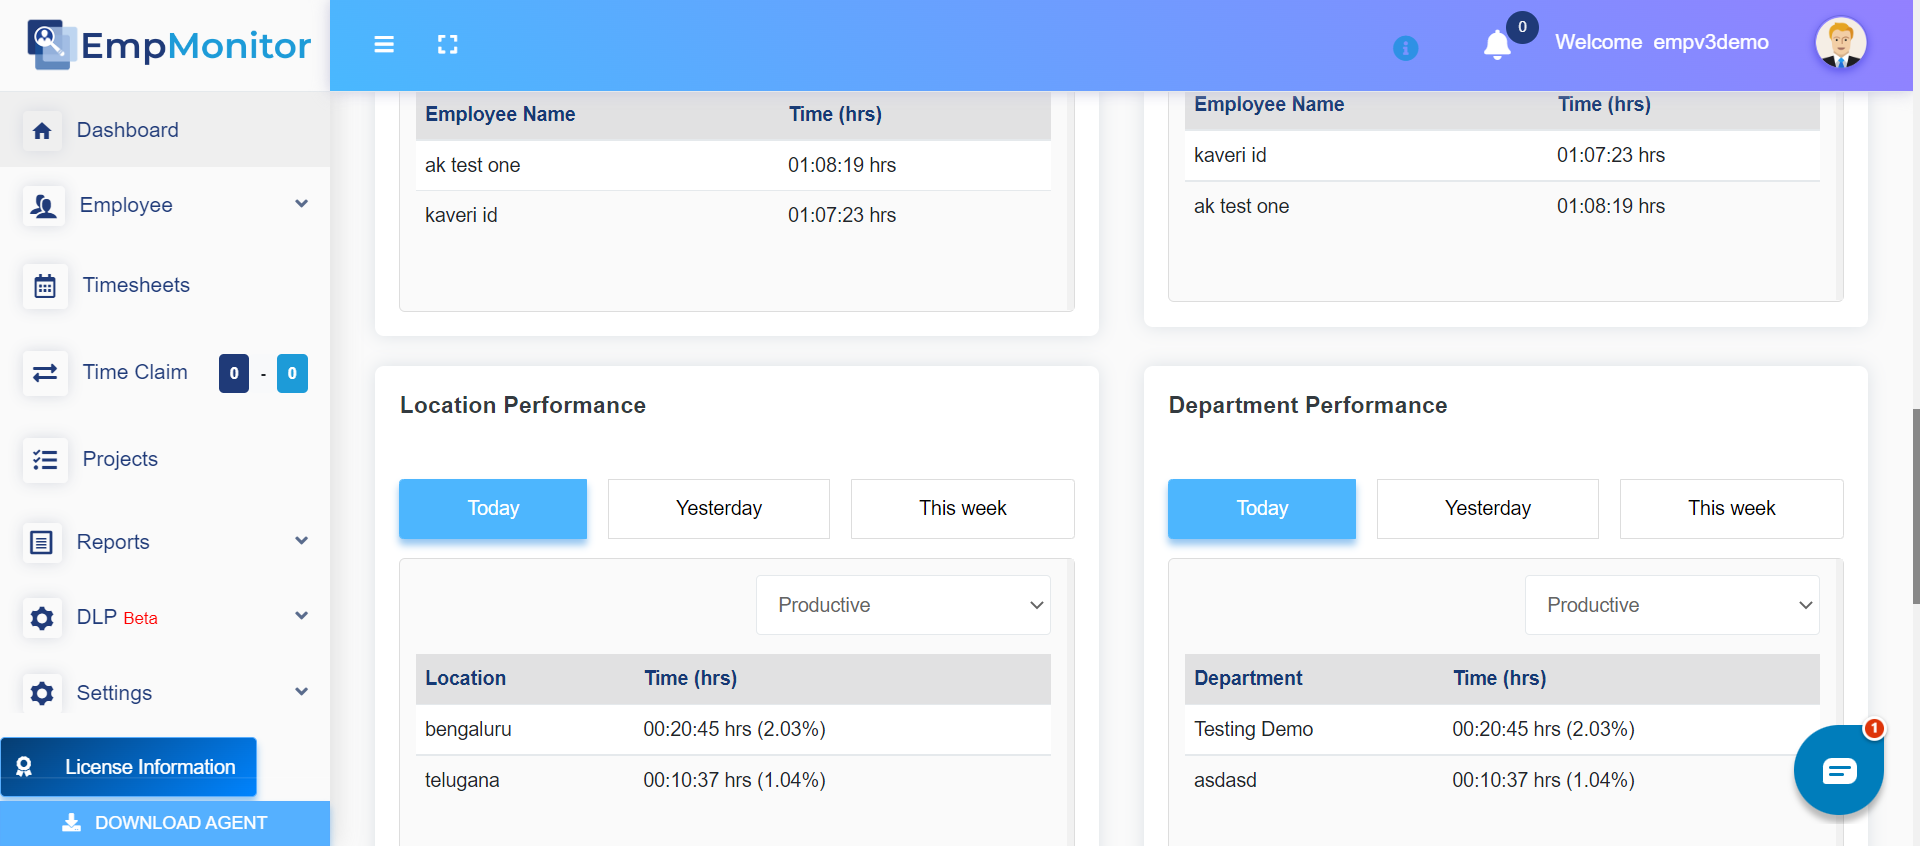 EmpMonitor
0
Welcome empv3demo
Dashboard
Employee
Timesheets
Time Claim 0 - 0
Projects
Reports
DLP Beta
Settings
License Information
DOWNLOAD AGENT
Employee Name Time (hrs)
ak test one 01:08:19 hrs
kaveri id 01:07:23 hrs
Employee Name Time (hrs)
kaveri id 01:07:23 hrs
ak test one 01:08:19 hrs
Location Performance
Today Yesterday This week
Productive
Location Time (hrs)
bengaluru 00:20:45 hrs (2.03%)
telugana 00:10:37 hrs (1.04%)
Department Performance
Today Yesterday This week
Productive
Department Time (hrs)
Testing Demo 00:20:45 hrs (2.03%)
asdasd 00:10:37 hrs (1.04%)
1